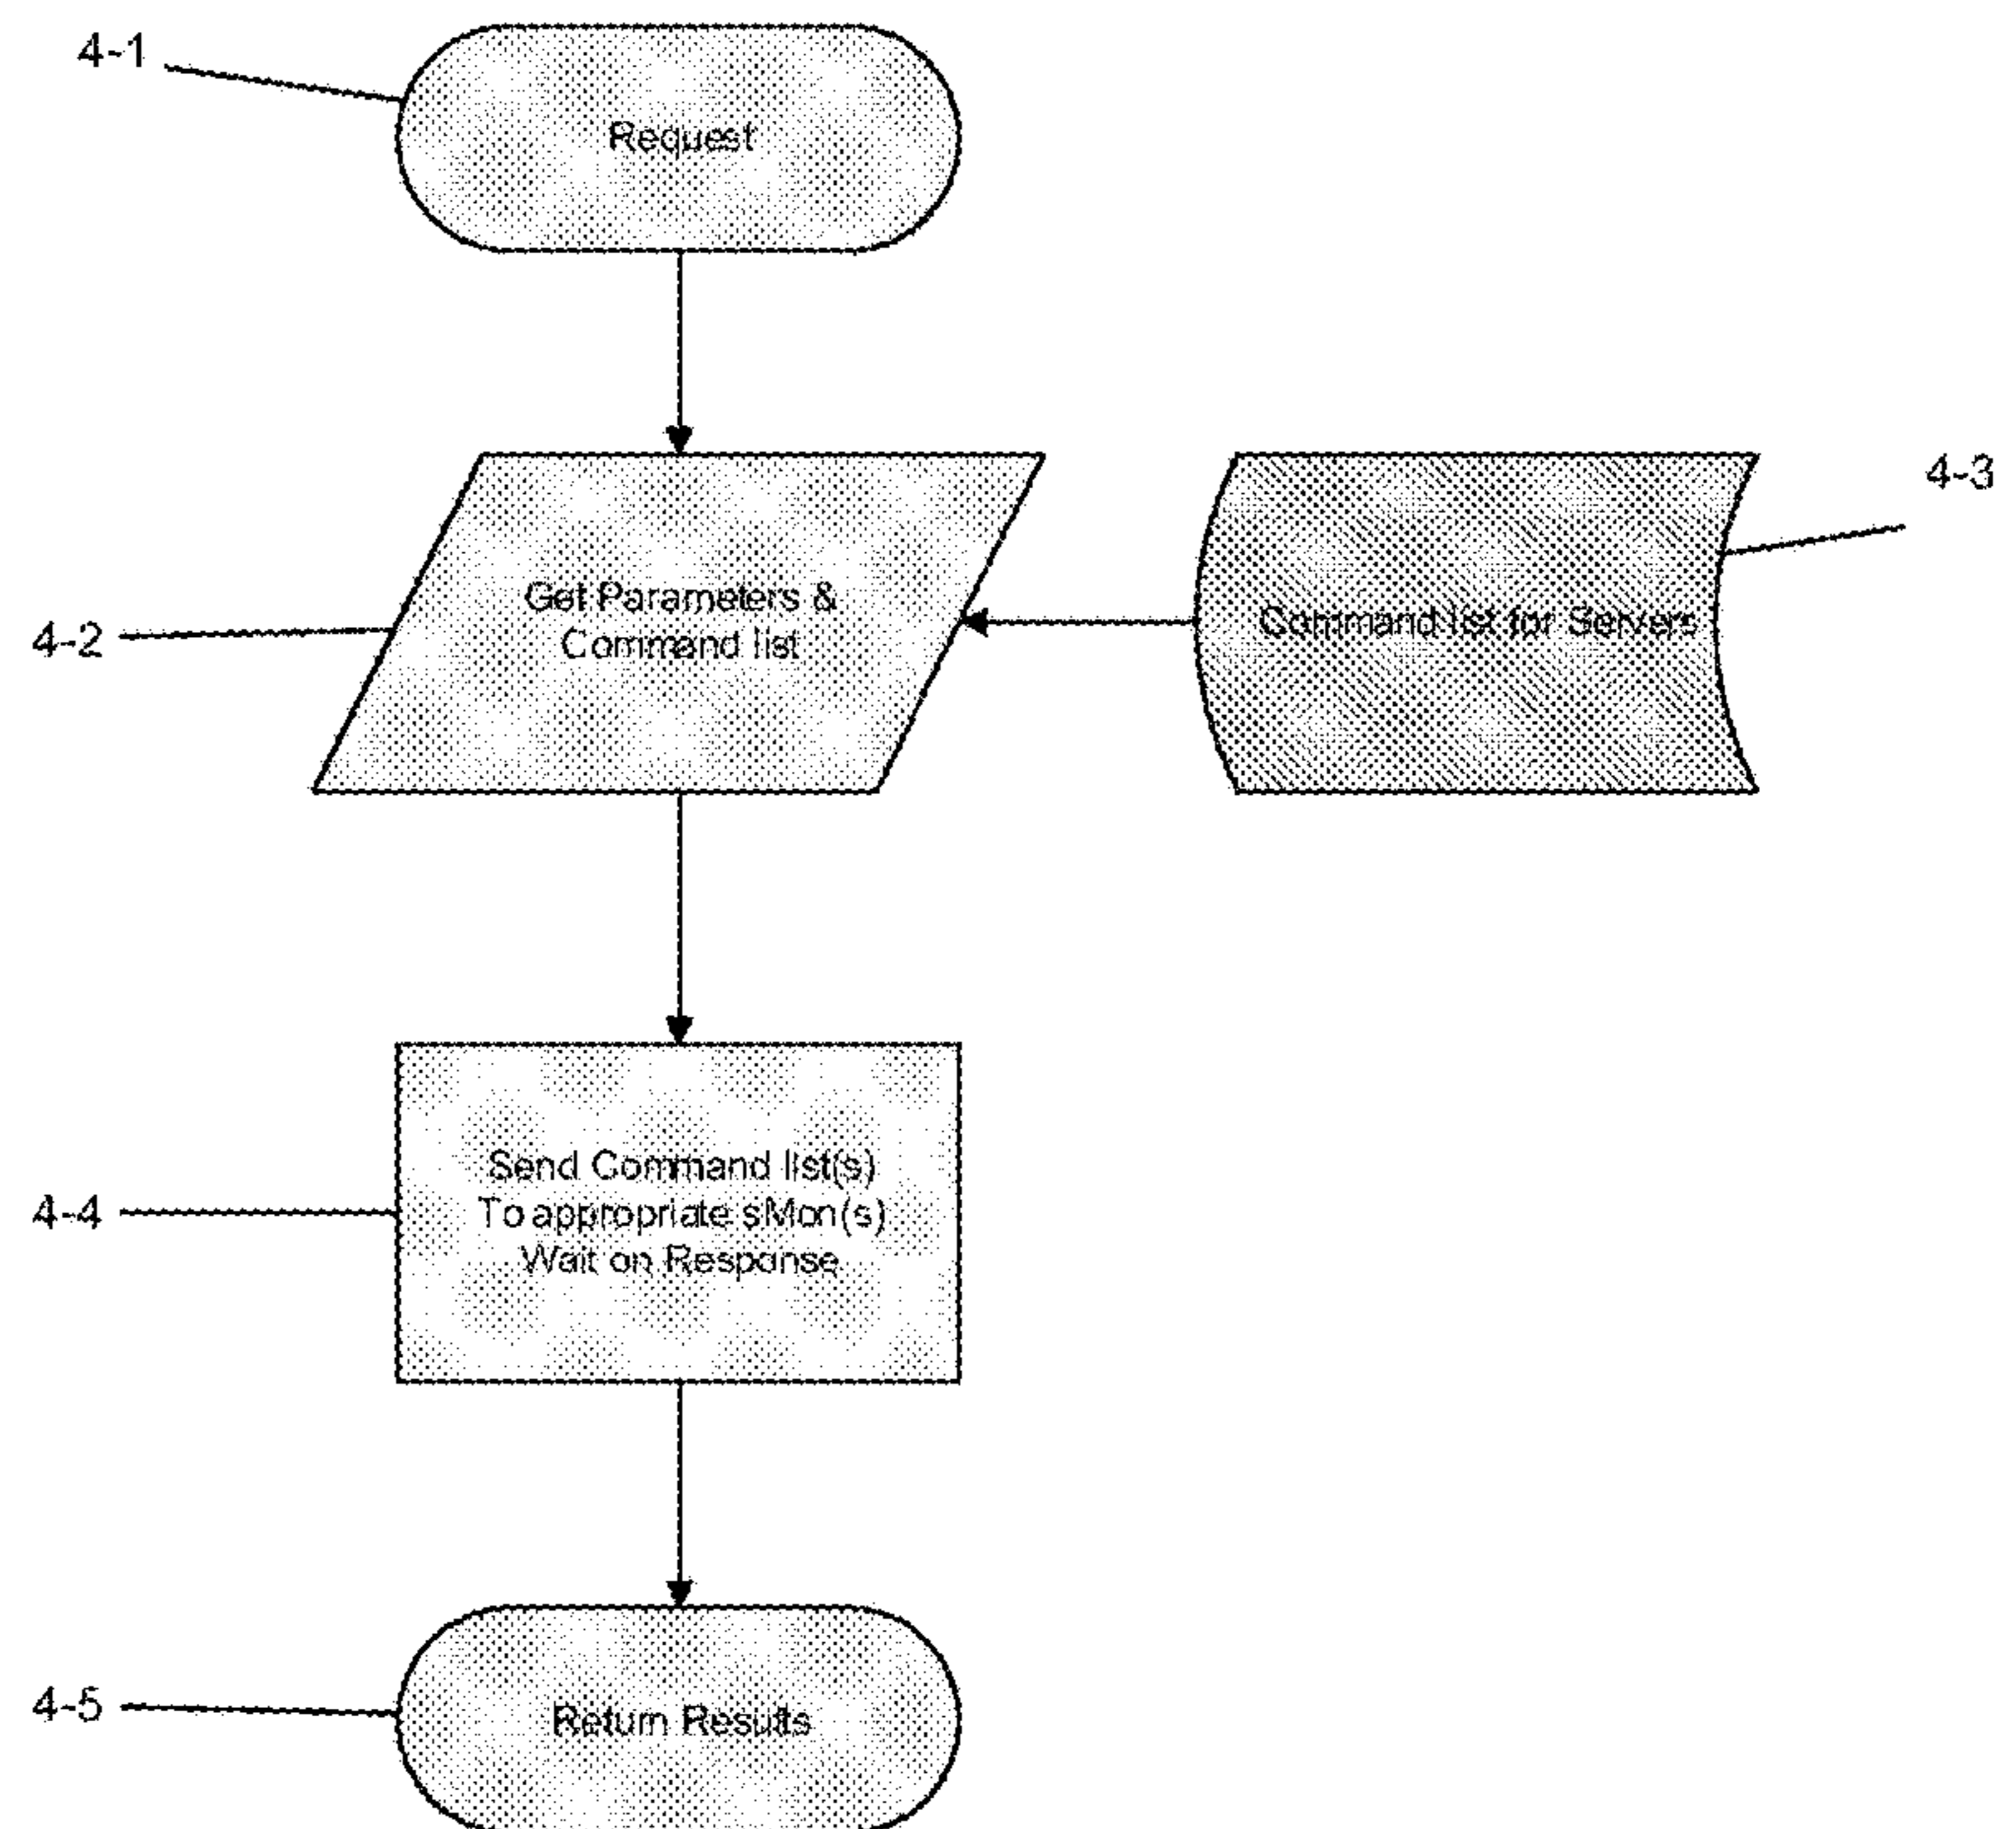 4-1
Request
4-3
Get Parameters &
Command list
Command list for Servers
4-2
Send Command list(s)
To appropriate sMon(s)
Wait on Response
4-4
4-5
Return Results